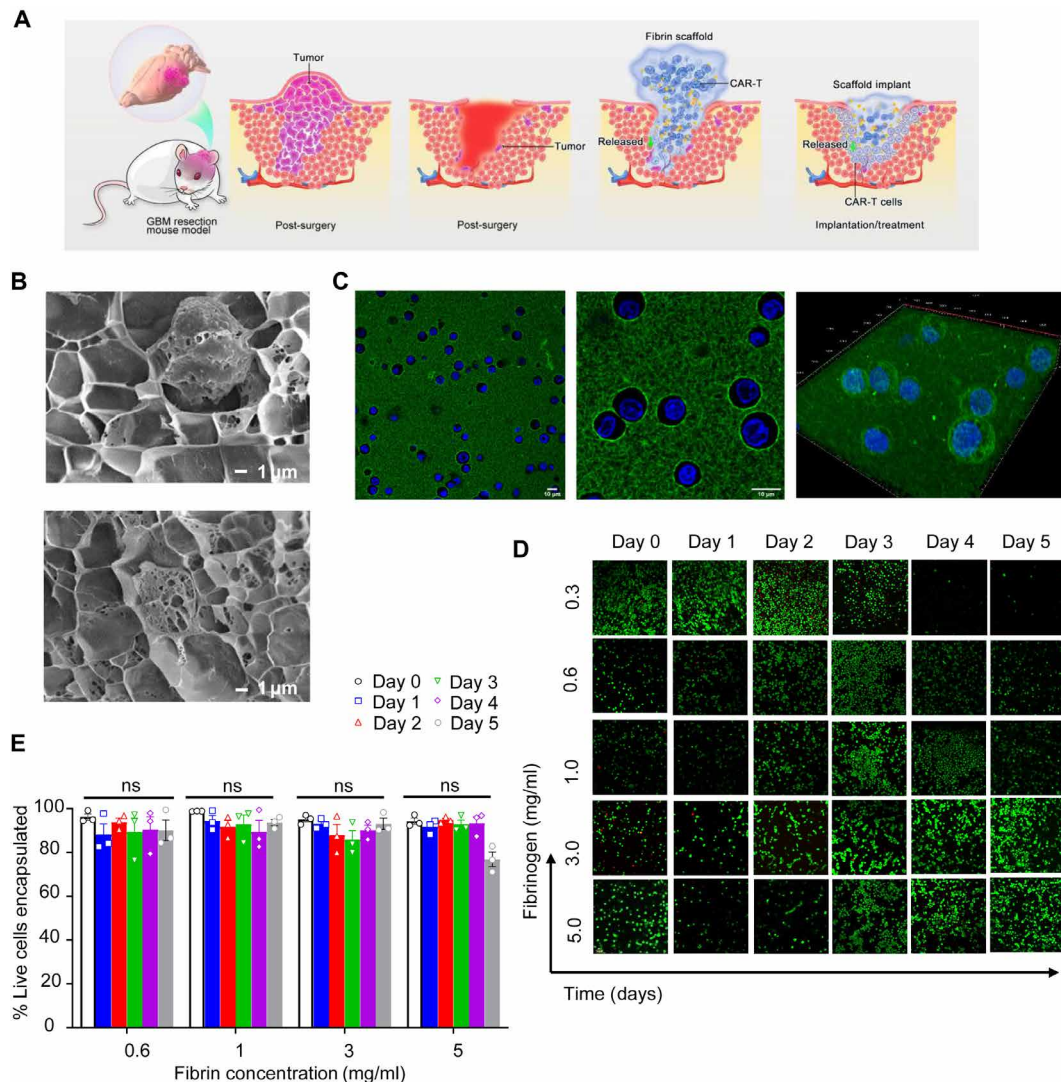 A
Fibrin scaffold
Tumor
CAR-T
Scaffold implant
Released
Tumor
Released
CAR-T cells
GBM resection
mouse model
Post-surgery
Post-surgery
Implantation/treatment
B
1 µm
1 µm
C
10 µm
10 µm
D
Day 0 Day 1 Day 2 Day 3 Day 4 Day 5
0.3
0.6
1.0
3.0
5.0
Fibrinogen (mg/ml)
Time (days)
Day 0 Day 3
Day 1 Day 4
Day 2 Day 5
E
ns ns ns ns
100
80
60
40
20
0
% Live cells encapsulated
0.6 1 3 5
Fibrin concentration (mg/ml)